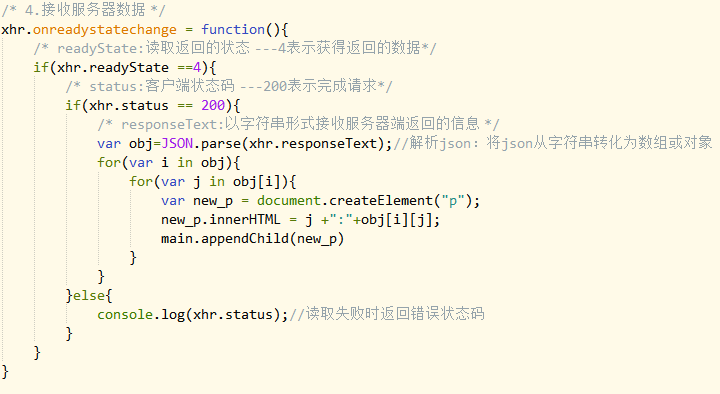 /* 4.接收服务器数据 */
xhr.onreadystatechange = function(){
/* readyState:读取返回的状态 ---4表示获得返回的数据*/
if(xhr.readyState ==4){
/* status:客户端状态码 ---200表示完成请求*/
if(xhr.status == 200){
/* responseText:以字符串形式接收服务器端返回的信息 */
var obj=JSON.parse(xhr.responseText);//解析json：将json从字符串转化为数组或对象
for(var i in obj){
for(var j in obj[i]){
var new_p = document.createElement("p");
new_p.innerHTML = j +":"+obj[i][j];
main.appendChild(new_p)
}
}
}else{
console.log(xhr.status);//读取失败时返回错误状态码
}
}
}